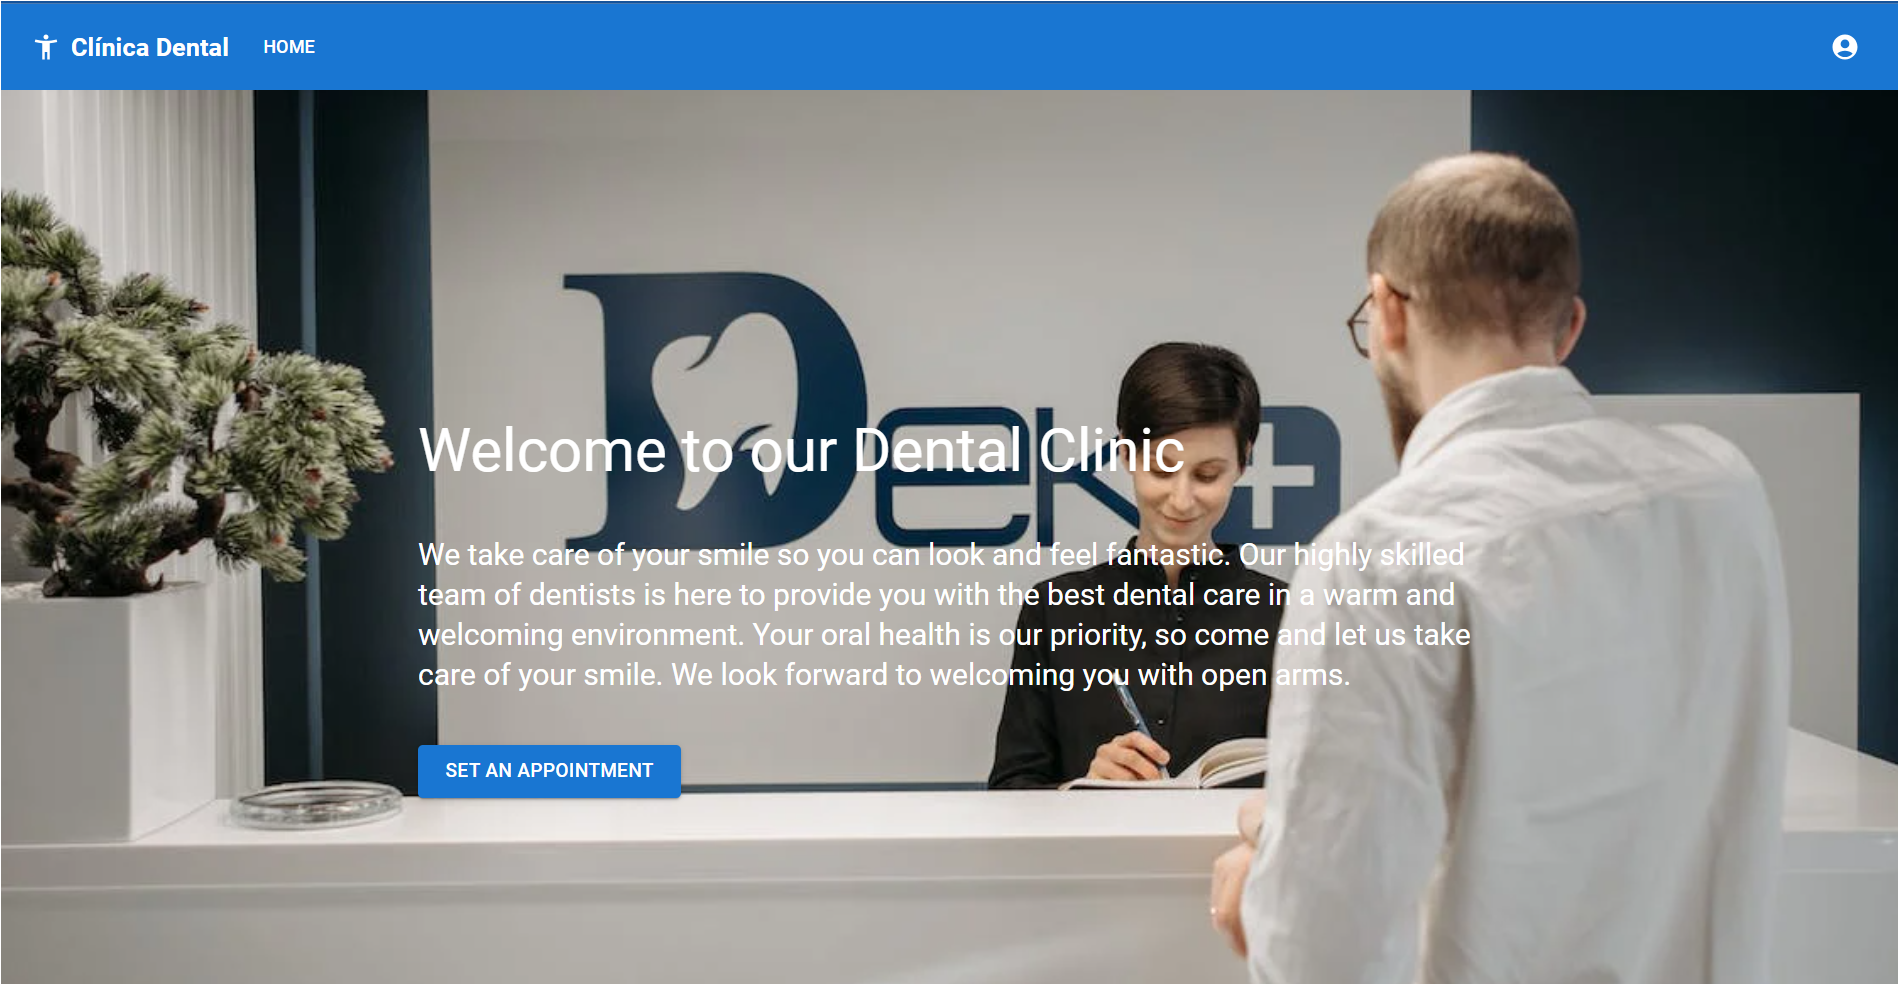 Clínica Dental HOME
Dek+
Welcome to our Dental Clinic
We take care of your smile so you can look and feel fantastic. Our highly skilled
team of dentists is here to provide you with the best dental care in a warm and
welcoming environment. Your oral health is our priority, so come and let us take
care of your smile. We look forward to welcoming you with open arms.
SET AN APPOINTMENT